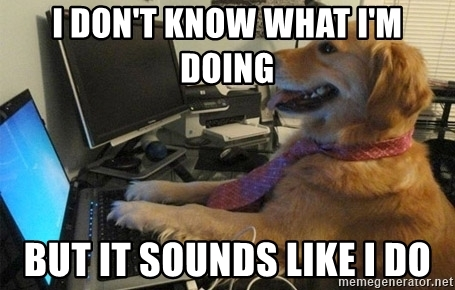 I DON'T KNOW WHAT I'M
DOING
BUT IT SOUNDS LIKE I DO
memegenerator.net